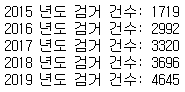 2015 년도 검거 건수: 1719
2016 년도 검거 건수: 2992
2017 년도 검거 건수: 3320
2018 년도 검거 건수: 3696
2019 년도 검거 건수: 4645